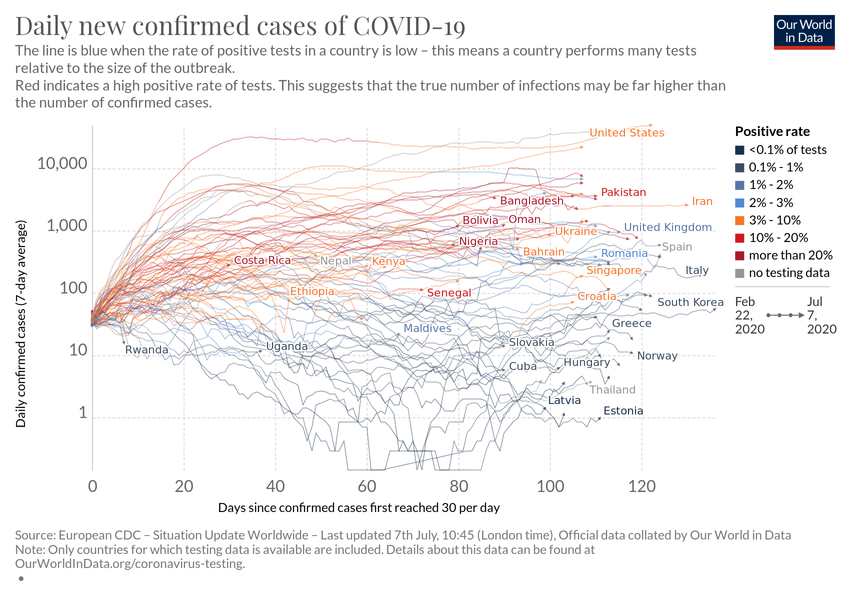 Daily new confirmed cases of COVID-19
Our World
in Data
The line is blue when the rate of positive tests in a country is low – this means a country performs many tests
relative to the size of the outbreak.
Red indicates a high positive rate of tests. This suggests that the true number of infections may be far higher than
the number of confirmed cases.
Daily confirmed cases (7-day average)
10,000
1,000
100
10
1
United States
Pakistan
Iran
Bangladesh
Bolivia
Oman
Ukraine
United Kingdom
Nigeria
Spain
Bahrain
Romania
Costa Rica
Nepal
Kenya
Singapore
Italy
Ethiopia
Senegal
Croatia
South Korea
Maldives
Greece
Rwanda
Uganda
Slovakia
Norway
Cuba
Hungary
Thailand
Latvia
Estonia
0
20
40
60
80
100
120
Days since confirmed cases first reached 30 per day
Positive rate
<0.1% of tests
0.1% - 1%
1% - 2%
2% - 3%
3% - 10%
10% - 20%
more than 20%
no testing data
Feb
22,
2020
Jul
7,
2020
Source: European CDC – Situation Update Worldwide – Last updated 7th July, 10:45 (London time), Official data collated by Our World in Data
Note: Only countries for which testing data is available are included. Details about this data can be found at
OurWorldInData.org/coronavirus-testing.